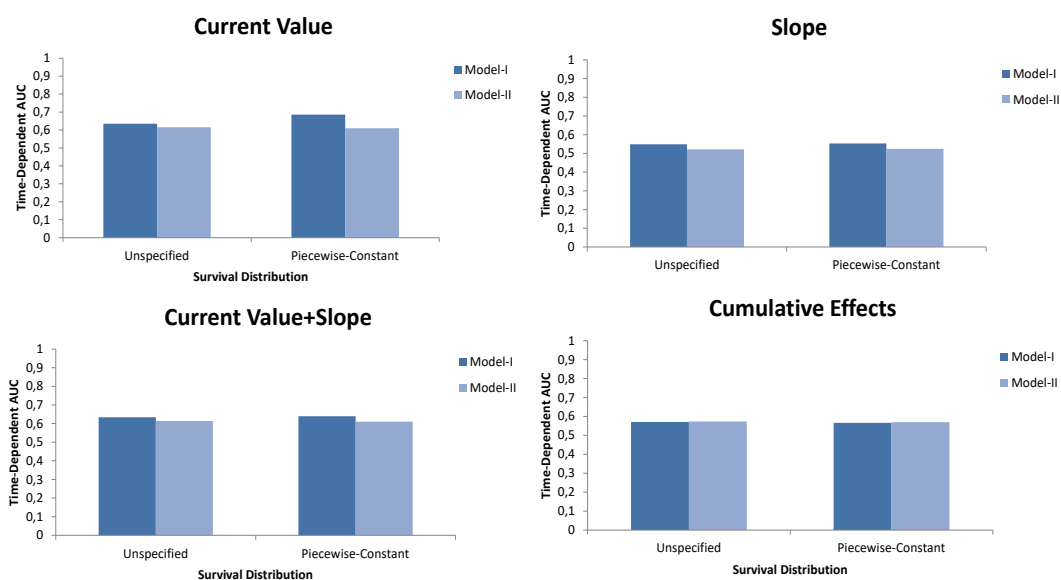 Current Value
Time-Dependent AUC
1
0,9
0,8
0,7
0,6
0,5
0,4
0,3
0,2
0,1
0
Unspecified
Piecewise-Constant
Survival Distribution
Model-I
Model-II
Slope
Time-Dependent AUC
1
0,9
0,8
0,7
0,6
0,5
0,4
0,3
0,2
0,1
0
Unspecified
Piecewise-Constant
Survival Distribution
Model-I
Model-II
Current Value+Slope
Time-Dependent AUC
1
0,9
0,8
0,7
0,6
0,5
0,4
0,3
0,2
0,1
0
Unspecified
Piecewise-Constant
Survival Distribution
Model-I
Model-II
Cumulative Effects
Time-Dependent AUC
1
0,9
0,8
0,7
0,6
0,5
0,4
0,3
0,2
0,1
0
Unspecified
Piecewise-Constant
Survival Distribution
Model-I
Model-II